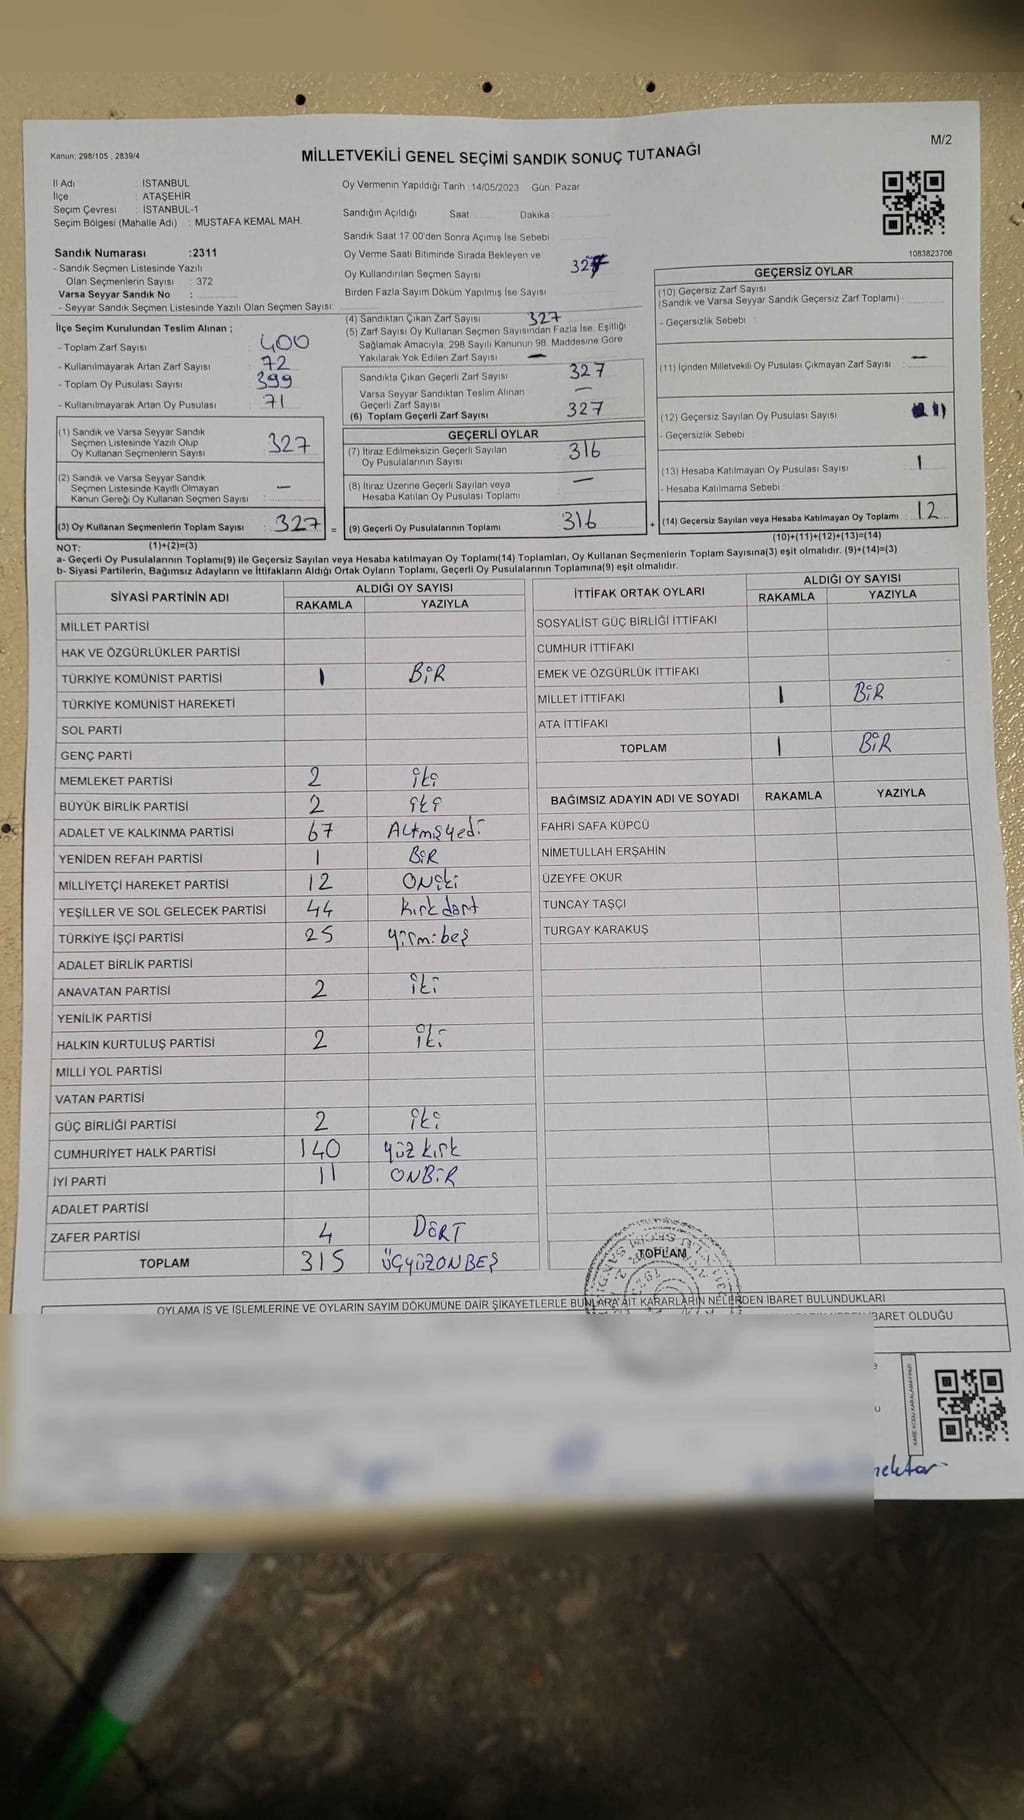 M/2
Kanun: 298/105 , 2839/4
MİLLETVEKİLİ GENEL SEÇİMİ SANDIK SONUÇ TUTANAĞI
İl Adı : İSTANBUL
İlçe : ATAŞEHİR
Seçim Çevresi : İSTANBUL-1
Seçim Bölgesi (Mahalle Adı) : MUSTAFA KEMAL MAH.
Sandık Numarası :2311
- Sandık Seçmen Listesinde Yazılı
Olan Seçmenlerin Sayısı : 372
Varsa Seyyar Sandık No :
- Seyyar Sandık Seçmen Listesinde Yazılı Olan Seçmen Sayısı:
Oy Vermenin Yapıldığı Tarih :14/05/2023 Gün: Pazar
Sandığın Açıldığı Saat Dakika
Sandık Saat 17:00'den Sonra Açımış İse Sebebi
Oy Verme Saati Bitiminde Sırada Bekleyen ve
Oy Kullandırılan Seçmen Sayısı 327
Birden Fazla Sayım Döküm Yapılmış İse Sayısı
1083823706
İlçe Seçim Kurulundan Teslim Alınan ;
- Toplam Zarf Sayısı : 400
- Kullanılmayarak Artan Zarf Sayısı : 72
- Toplam Oy Pusulası Sayısı : 399
- Kullanılmayarak Artan Oy Pusulası : 71
(4) Sandıktan Çıkan Zarf Sayısı 327
(5) Zarf Sayısı Oy Kullanan Seçmen Sayısından Fazla İse, Eşitliği
Sağlamak Amacıyla; 298 Sayılı Kanunun 98. Maddesine Göre
Yakılarak Yok Edilen Zarf Sayısı —
Sandıkta Çıkan Geçerli Zarf Sayısı 327
Varsa Seyyar Sandıktan Teslim Alınan
Geçerli Zarf Sayısı —
(6) Toplam Geçerli Zarf Sayısı 327
GEÇERSİZ OYLAR
(10) Geçersiz Zarf Sayısı
(Sandık ve Varsa Seyyar Sandık Geçersiz Zarf Toplamı) :
- Geçersizlik Sebebi :
(11) İçinden Milletvekili Oy Pusulası Çıkmayan Zarf Sayısı : —
(12) Geçersiz Sayılan Oy Pusulası Sayısı 11
- Geçersizlik Sebebi
(13) Hesaba Katılmayan Oy Pusulası Sayısı 1
- Hesaba Katılmama Sebebi :
(14) Geçersiz Sayılan veya Hesaba Katılmayan Oy Toplamı : 12
(10)+(11)+(12)+(13)=(14)
(1) Sandık ve Varsa Seyyar Sandık
Seçmen Listesinde Yazılı Olup
Oy Kullanan Seçmenlerin Sayısı : 327
(2) Sandık ve Varsa Seyyar Sandık
Seçmen Listesinde Kayıtlı Olmayan
Kanun Gereği Oy Kullanan Seçmen Sayısı : —
(3) Oy Kullanan Seçmenlerin Toplam Sayısı : 327 =
(1)+(2)=(3)
GEÇERLİ OYLAR
(7) İtiraz Edilmeksizin Geçerli Sayılan
Oy Pusulalarının Sayısı 316
(8) İtiraz Üzerine Geçerli Sayılan veya
Hesaba Katılan Oy Pusulası Toplamı —
(9) Geçerli Oy Pusulalarının Toplamı 316 +
NOT:
a- Geçerli Oy Pusulalarının Toplamı(9) ile Geçersiz Sayılan veya Hesaba katılmayan Oy Toplamı(14) Toplamları, Oy Kullanan Seçmenlerin Toplam Sayısına(3) eşit olmalıdır. (9)+(14)=(3)
b- Siyasi Partilerin, Bağımsız Adayların ve İttifakların Aldığı Ortak Oyların Toplamı, Geçerli Oy Pusulalarının Toplamına(9) eşit olmalıdır.
SİYASİ PARTİNİN ADI ALDIĞI OY SAYISI
RAKAMLA YAZIYLA
MİLLET PARTİSİ
HAK VE ÖZGÜRLÜKLER PARTİSİ
TÜRKİYE KOMÜNİST PARTİSİ 1 BİR
TÜRKİYE KOMÜNİST HAREKETİ
SOL PARTİ
GENÇ PARTİ
MEMLEKET PARTİSİ 2 iki
BÜYÜK BİRLİK PARTİSİ 2 iki
ADALET VE KALKINMA PARTİSİ 67 Altmışyedi
YENİDEN REFAH PARTİSİ 1 BİR
MİLLİYETÇİ HAREKET PARTİSİ 12 ONiki
YEŞİLLER VE SOL GELECEK PARTİSİ 44 kırkdört
TÜRKİYE İŞÇİ PARTİSİ 25 yirmibeş
ADALET BİRLİK PARTİSİ
ANAVATAN PARTİSİ 2 iki
YENİLİK PARTİSİ
HALKIN KURTULUŞ PARTİSİ 2 iki
MİLLİ YOL PARTİSİ
VATAN PARTİSİ
GÜÇ BİRLİĞİ PARTİSİ 2 iki
CUMHURİYET HALK PARTİSİ 140 yüz kırk
İYİ PARTİ 11 ONBİR
ADALET PARTİSİ
ZAFER PARTİSİ 4 DÖRT
TOPLAM 315 ÜÇYÜZONBEŞ
İTTİFAK ORTAK OYLARI ALDIĞI OY SAYISI
RAKAMLA YAZIYLA
SOSYALİST GÜÇ BİRLİĞİ İTTİFAKI
CUMHUR İTTİFAKI
EMEK VE ÖZGÜRLÜK İTTİFAKI
MİLLET İTTİFAKI 1 BİR
ATA İTTİFAKI
TOPLAM 1 BİR
BAĞIMSIZ ADAYIN ADI VE SOYADI RAKAMLA YAZIYLA
FAHRİ SAFA KÜPCÜ
NİMETULLAH ERŞAHİN
ÜZEYFE OKUR
TUNCAY TAŞÇI
TURGAY KARAKUŞ
TOPLAM
OYLAMA İŞ VE İŞLEMLERİNE VE OYLARIN SAYIM DÖKÜMÜNE DAİR ŞİKAYETLERLE BUNLARA AİT KARARLARIN NELERDEN İBARET BULUNDUKLARI
BARET OLDUĞU
KARE KODU KARALAMAYINIZ!